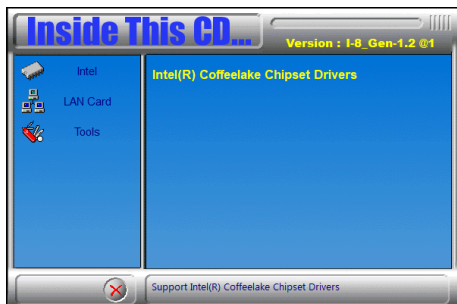 Inside This CD...
Version : I-8_Gen-1.2 @1
Intel
LAN Card
Tools
Intel(R) Coffeelake Chipset Drivers
Support Intel(R) Coffeelake Chipset Drivers